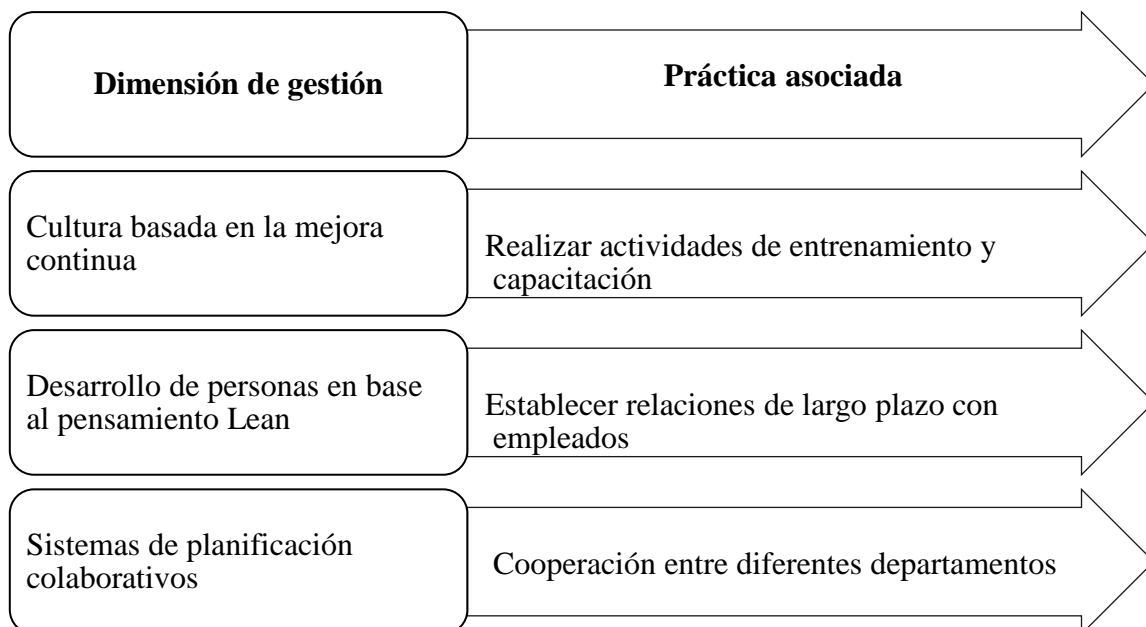 Dimensión de gestión
Práctica asociada
Cultura basada en la mejora
continua
Realizar actividades de entrenamiento y
capacitación
Desarrollo de personas en base
al pensamiento Lean
Establecer relaciones de largo plazo con
empleados
Sistemas de planificación
colaborativos
Cooperación entre diferentes departamentos